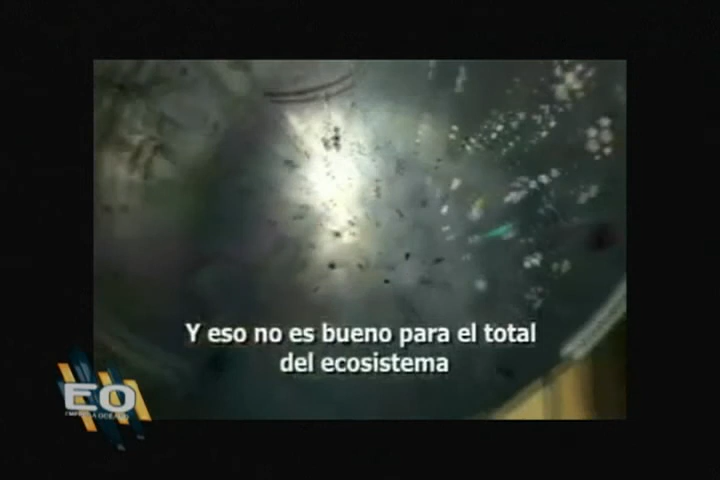 Y eso no es bueno para el total
del ecosistema
EO